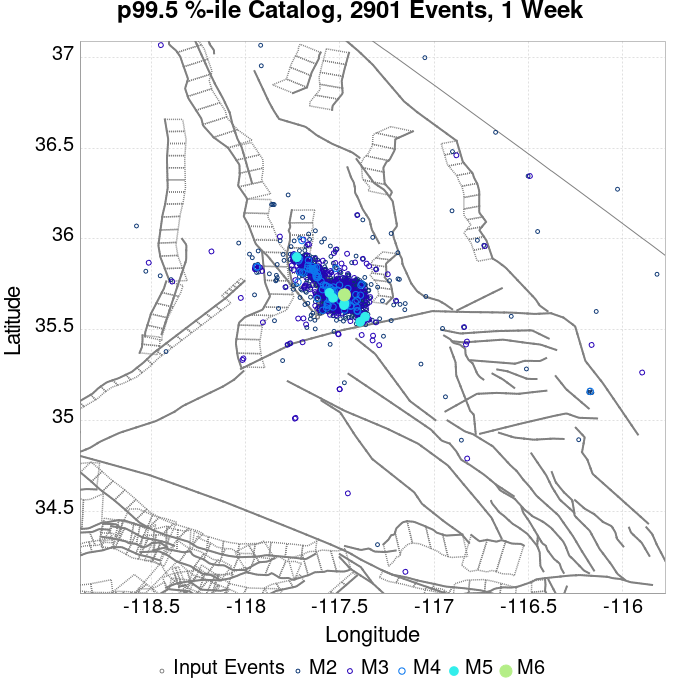 p99.5 %-ile Catalog, 2901 Events, 1 Week
37
36.5
36
35.5
35
34.5
Latitude
-118.5 -118 -117.5 -117 -116.5 -116
Longitude
Input Events M2 M3 M4 M5 M6